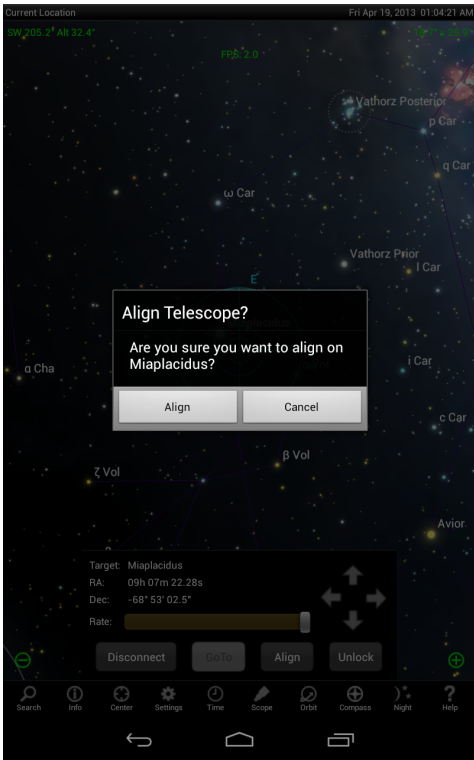 Current Location
Fri Apr 19, 2013 01:04:21 AM
SW 205.2° Alt 32.4°
FPS: 2.0
Vathorz Posterior
p Car
q Car
ω Car
Vathorz Prior
l Car
E
Align Telescope?
Are you sure you want to align on
Miaplacidus?
Align
Cancel
i Car
α Cha
c Car
β Vol
ζ Vol
Avior
Target: Miaplacidus
RA: 09h 07m 22.28s
Dec: -68° 53' 02.5"
Rate:
Disconnect
GoTo
Align
Unlock
Search
Info
Center
Settings
Time
Scope
Orbit
Compass
Night
Help